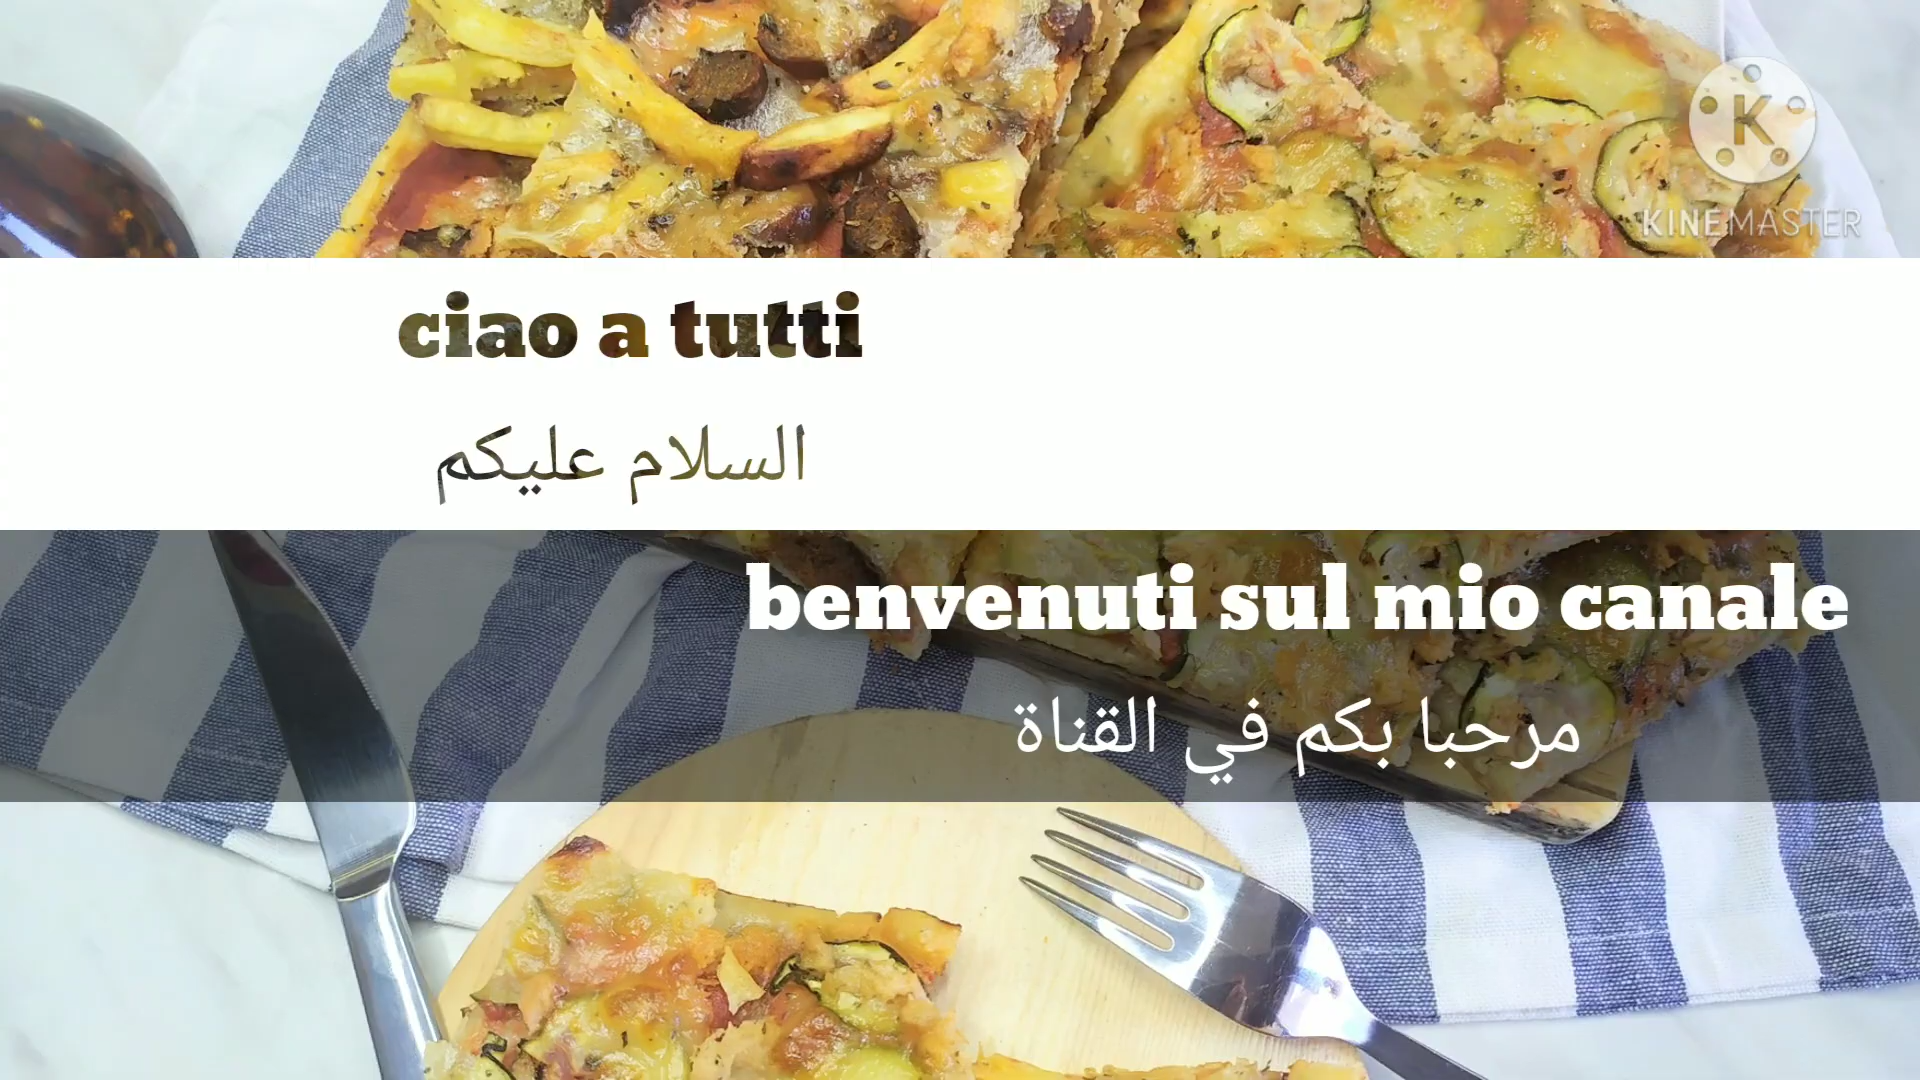 KINEMASTER
ciao a tutti
السلام عليكم
benvenuti sul mio canale
مرحبا بكم في القناة